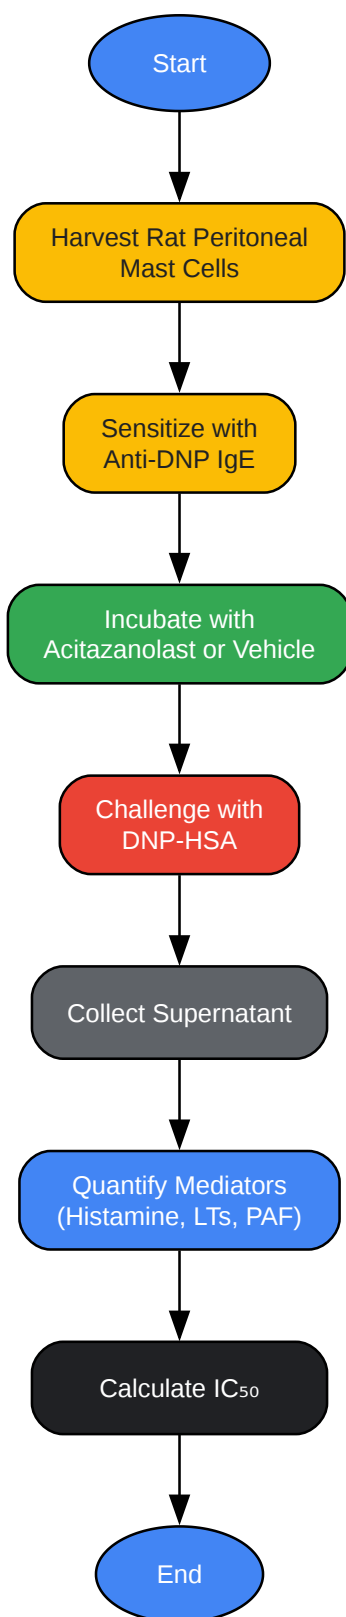 Start
Harvest Rat Peritoneal
Mast Cells
Sensitize with
Anti-DNP IgE
Incubate with
Acitazanolast or Vehicle
Challenge with
DNP-HSA
Collect Supernatant
Quantify Mediators
(Histamine, LTs, PAF)
Calculate IC₅₀
End